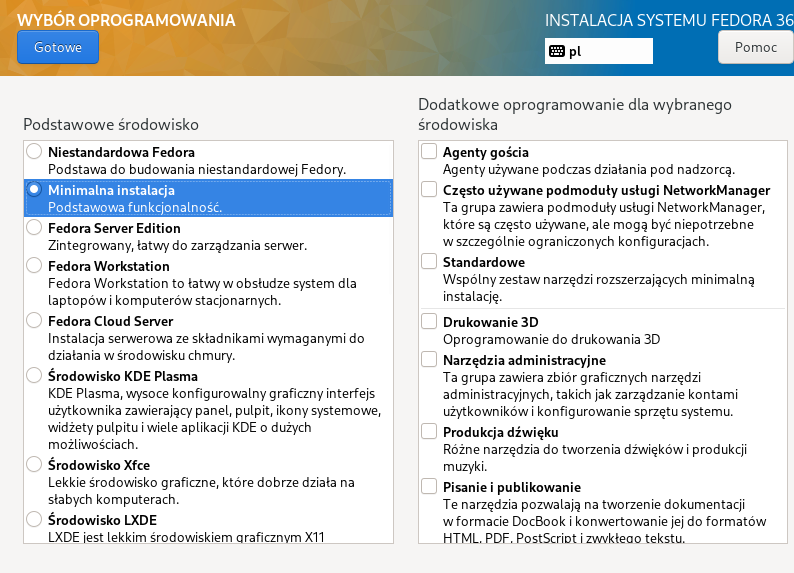 WYBÓR OPROGRAMOWANIA
Gotowe
INSTALACJA SYSTEMU FEDORA 36
pl
Pomoc
Podstawowe środowisko
Niestandardowa Fedora
Podstawa do budowania niestandardowej Fedory.
Minimalna instalacja
Podstawowa funkcjonalność.
Fedora Server Edition
Zintegrowany, łatwy do zarządzania serwer.
Fedora Workstation
Fedora Workstation to łatwy w obsłudze system dla
laptopów i komputerów stacjonarnych.
Fedora Cloud Server
Instalacja serwerowa ze składnikami wymaganymi do
działania w środowisku chmury.
Środowisko KDE Plasma
KDE Plasma, wysoce konfigurowalny graficzny interfejs
użytkownika zawierający panel, pulpit, ikony systemowe,
widżety pulpitu i wiele aplikacji KDE o dużych
możliwościach.
Środowisko Xfce
Lekkie środowisko graficzne, które dobrze działa na
słabych komputerach.
Środowisko LXDE
LXDE jest lekkim środowiskiem graficznym X11
Dodatkowe oprogramowanie dla wybranego
środowiska
Agenty gościa
Agenty używane podczas działania pod nadzorcą.
Często używane podmoduły usługi NetworkManager
Ta grupa zawiera podmoduły usługi NetworkManager,
które są często używane, ale mogą być niepotrzebne
w szczególnie ograniczonych konfiguracjach.
Standardowe
Wspólny zestaw narzędzi rozszerzających minimalną
instalację.
Drukowanie 3D
Oprogramowanie do drukowania 3D
Narzędzia administracyjne
Ta grupa zawiera zbiór graficznych narzędzi
administracyjnych, takich jak zarządzanie kontami
użytkowników i konfigurowanie sprzętu systemu.
Produkcja dźwięku
Różne narzędzia do tworzenia dźwięków i produkcji
muzyki.
Pisanie i publikowanie
Te narzędzia pozwalają na tworzenie dokumentacji
w formacie DocBook i konwertowanie jej do formatów
HTML, PDF, PostScript i zwykłego tekstu.